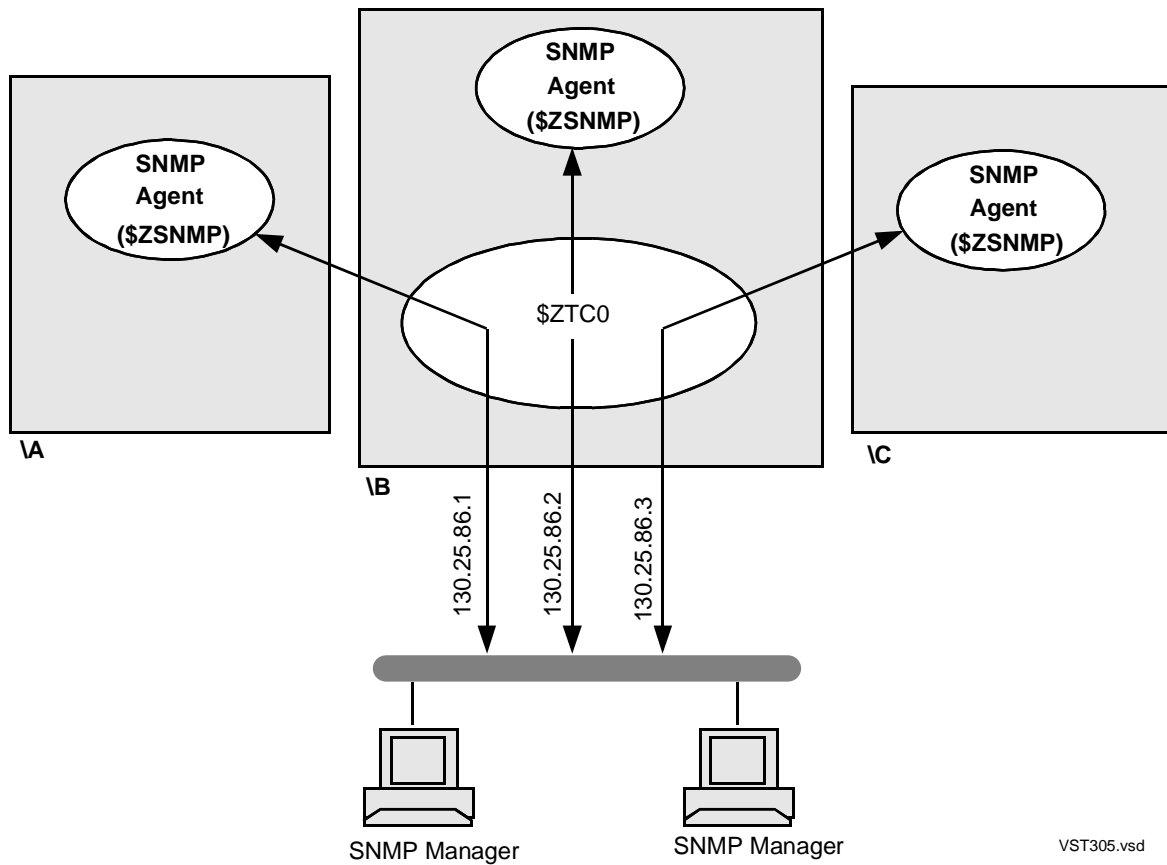 SNMP
Agent
($ZSNMP)
SNMP
Agent
($ZSNMP)
SNMP
Agent
($ZSNMP)
$ZTC0
\A
\B
\C
130.25.86.1
130.25.86.2
130.25.86.3
SNMP Manager
SNMP Manager
VST305.vsd